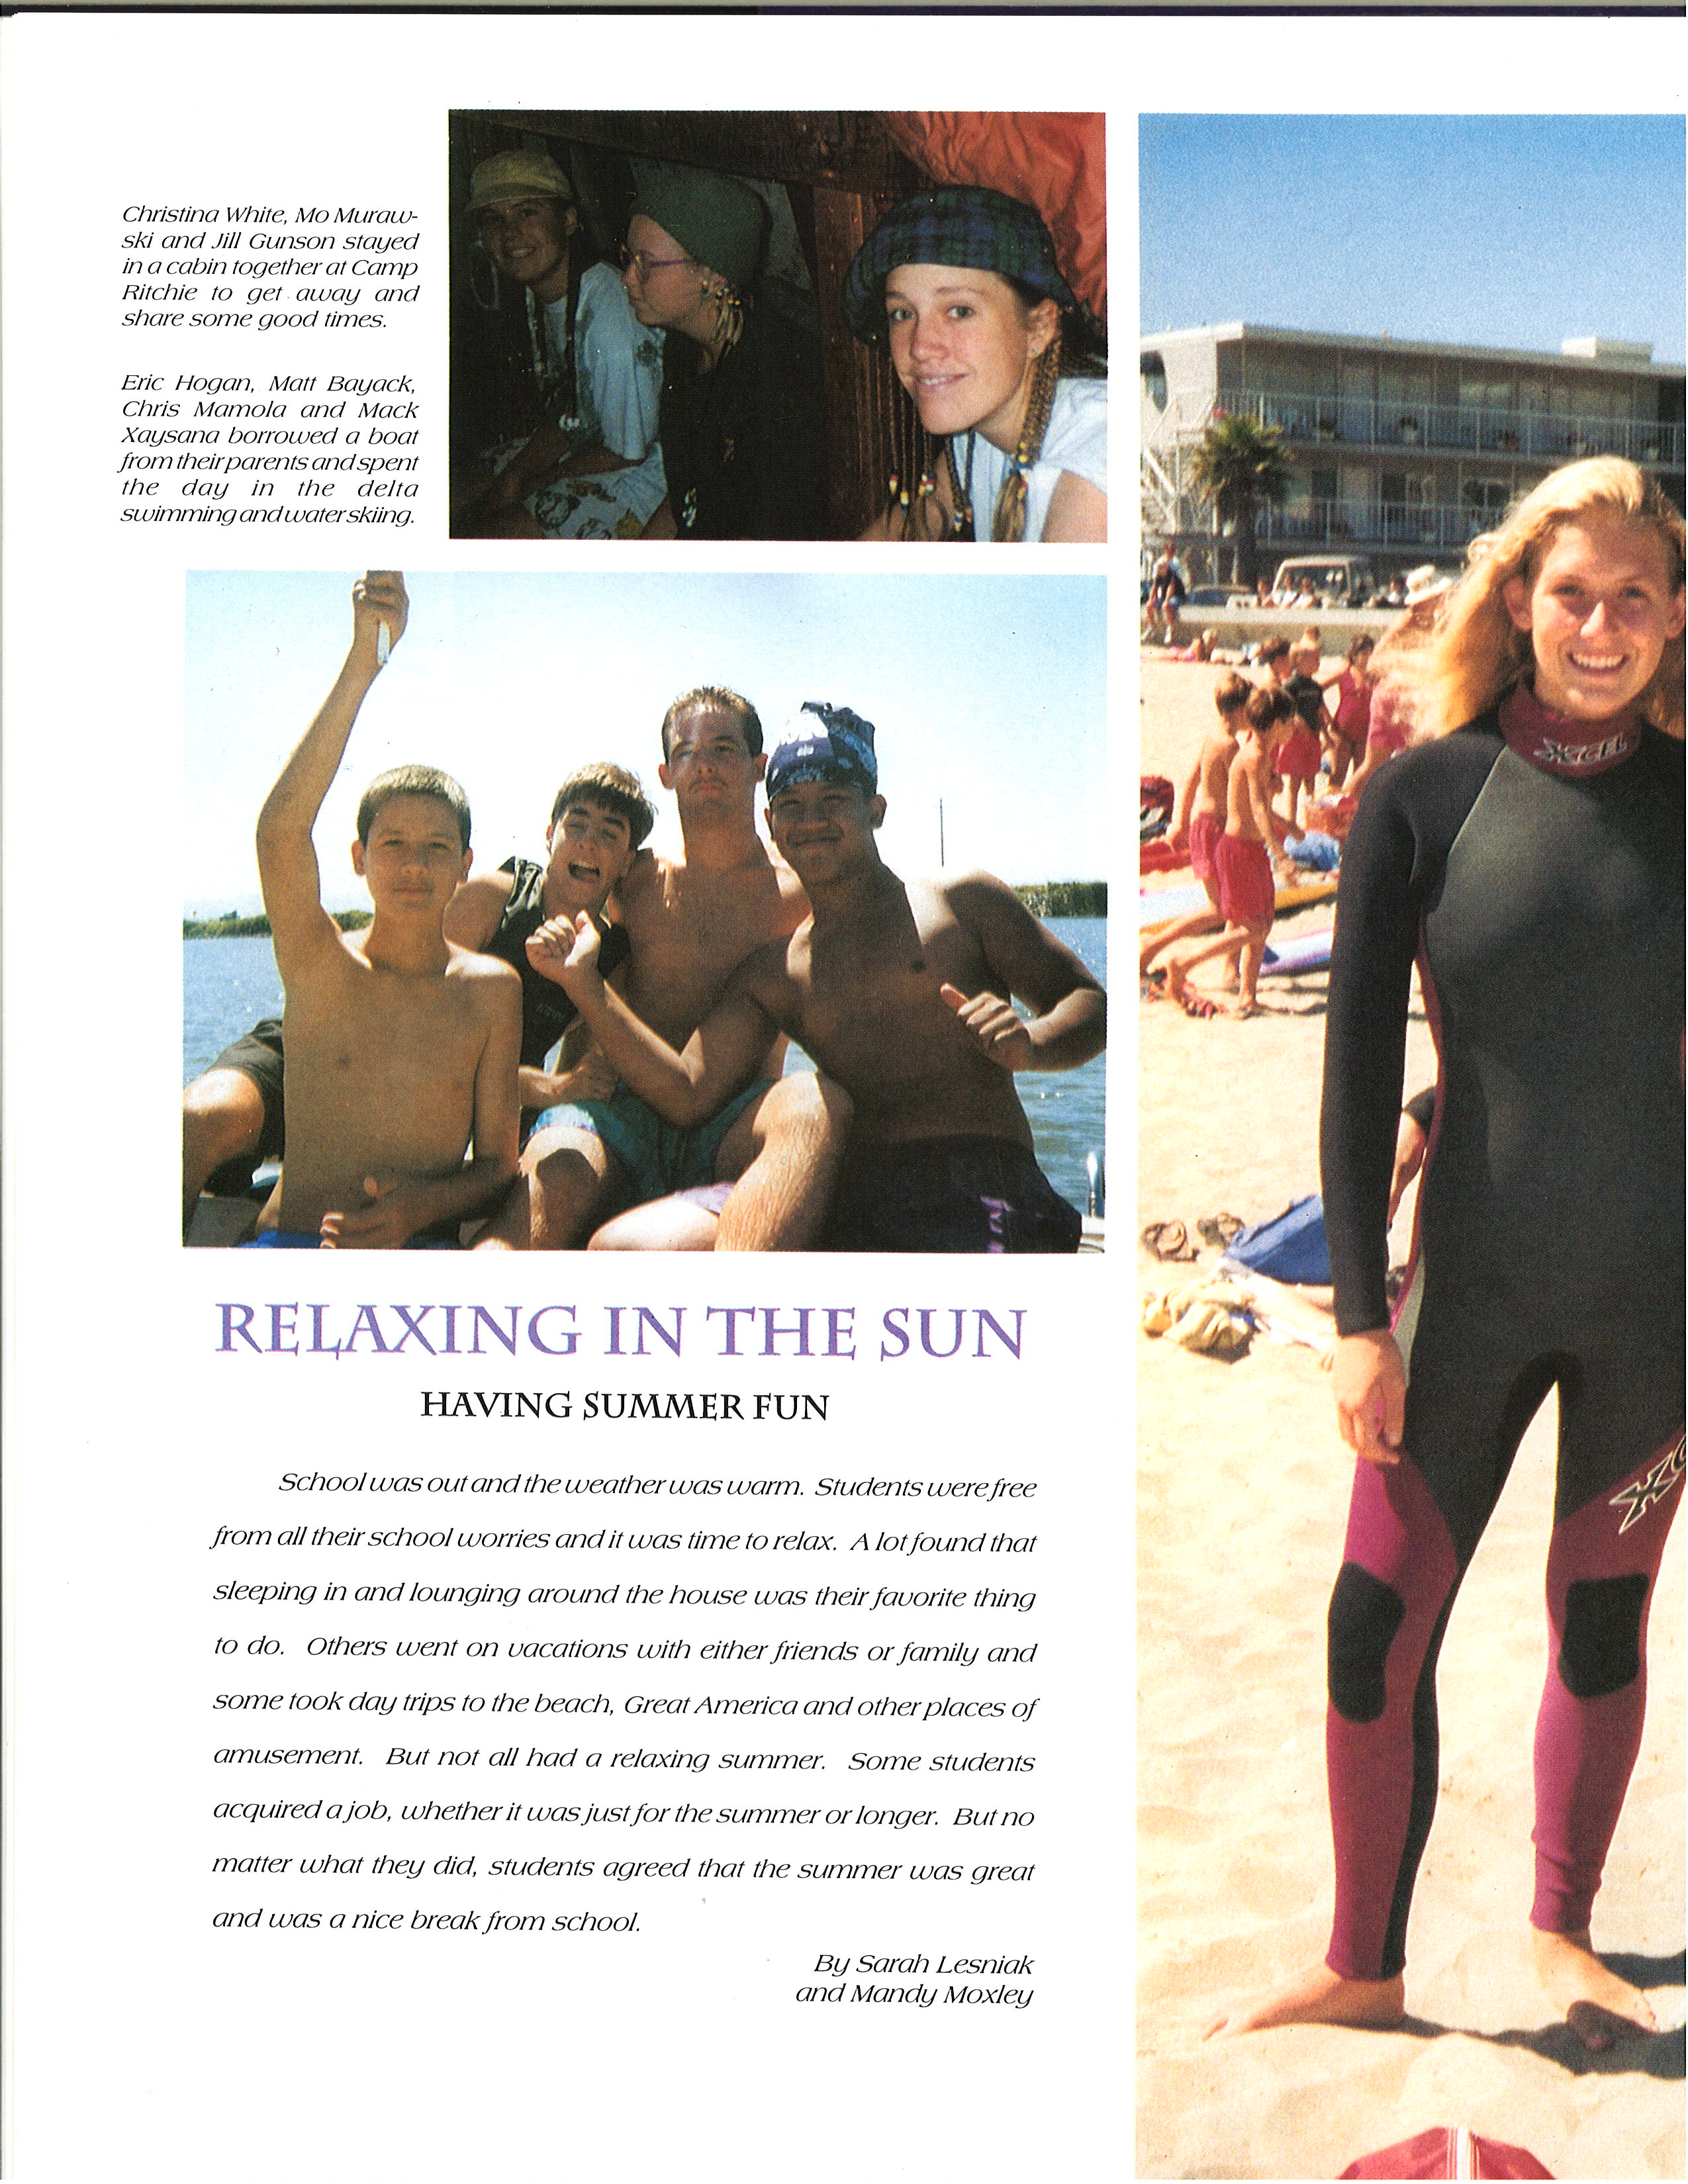 Christina White, Mo Muraw-
ski and Jill Gunson stayed
in a cabin together at Camp
Ritchie to get away and
share some good times.
Eric Hogan, Matt Bayack,
Chris Mamola and Mack
Xaysana borrowed a boat
from their parents and spent
the day in the delta
swimming and waterskiing.
XCEL
RELAXING IN THE SUN
HAVING SUMMER FUN
School was out and the weather was warm. Students were free
from all their school worries and it was time to relax. A lot found that
sleeping in and lounging around the house was their favorite thing
to do. Others went on vacations with either friends or family and
some took day trips to the beach, Great America and other places of
amusement. But not all had a relaxing summer. Some students
acquired a job, whether it was just for the summer or longer. But no
matter what they did, students agreed that the summer was great
and was a nice break from school.
By Sarah Lesniak
and Mandy Moxley